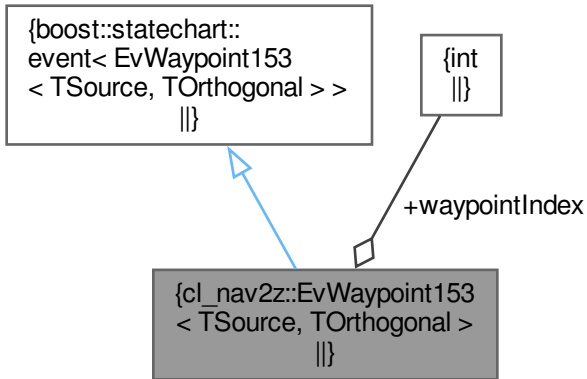 {boost::statechart::
event< EvWaypoint153
< TSource, TOrthogonal > >
||}
{int
||}
+waypointIndex
{cl_nav2z::EvWaypoint153
< TSource, TOrthogonal >
||}